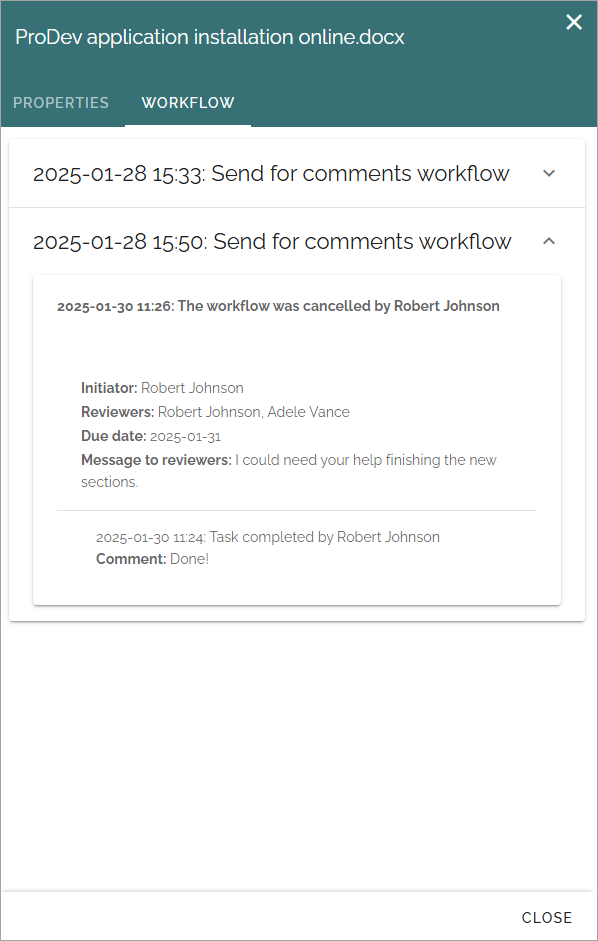 ProDev application installation online.docx
PROPERTIES WORKFLOW
2025-01-28 15:33: Send for comments workflow
2025-01-28 15:50: Send for comments workflow
2025-01-30 11:26: The workflow was cancelled by Robert Johnson
Initiator: Robert Johnson
Reviewers: Robert Johnson, Adele Vance
Due date: 2025-01-31
Message to reviewers: I could need your help finishing the new
sections.
2025-01-30 11:24: Task completed by Robert Johnson
Comment: Done!
CLOSE